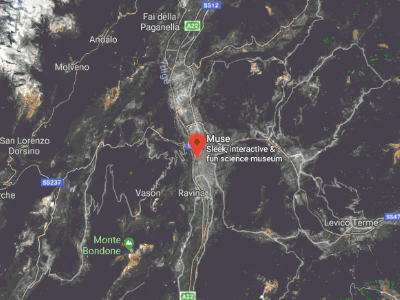 SS12
Fai della
Paganella
A22
Andalo
Molveno
Adige
Muse
Sleek, interactive &
fun science museum
San Lorenzo
Dorsino
SS237
Vason
Ravina
Levico Terme
SS47
Monte
Bondone
A22